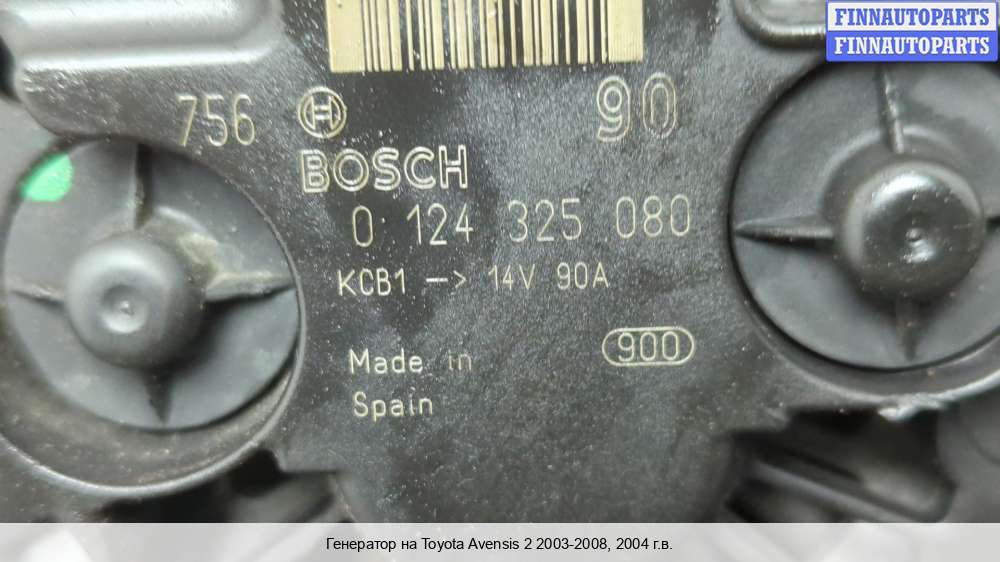 FINNAUTOPARTS
FINNAUTOPARTS
756 90
BOSCH
0 124 325 080
KCB1 -> 14V 90A
Made in 900
Spain
Генератор на Toyota Avensis 2 2003-2008, 2004 г.в.